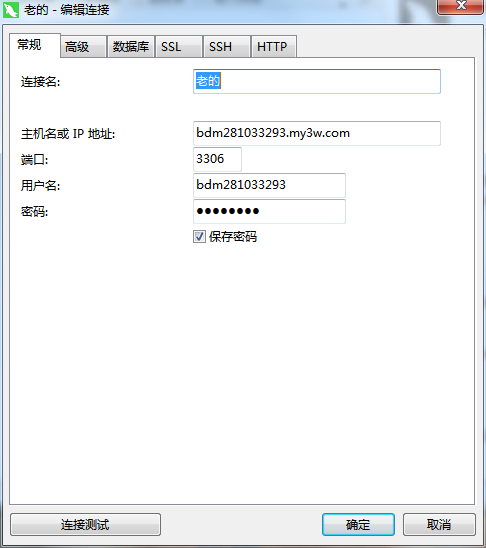 老的 - 编辑连接
常规 高级 数据库 SSL SSH HTTP
连接名: 老的
主机名或 IP 地址: bdm281033293.my3w.com
端口: 3306
用户名: bdm281033293
密码: ●●●●●●●●
保存密码
连接测试 确定 取消